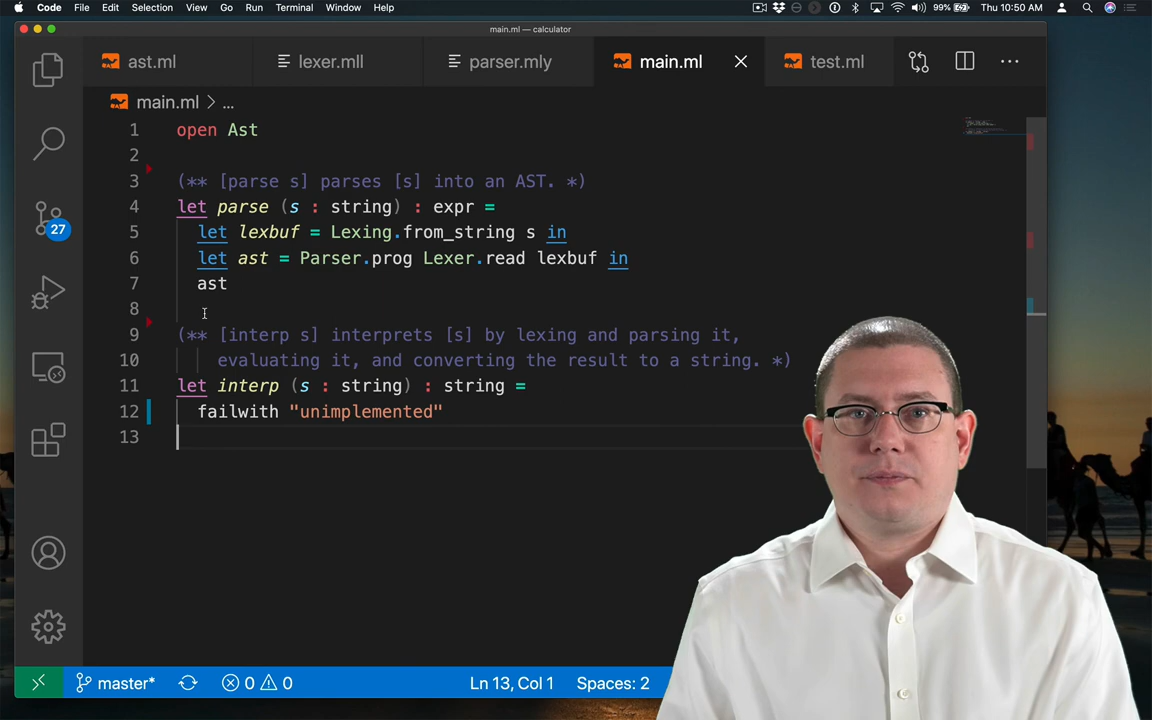 Code File Edit Selection View Go Run Terminal Window Help 99% Thu 10:50 AM
main.ml — calculator
ast.ml lexer.mll parser.mly main.ml test.ml
main.ml > ...
1 open Ast
2
3 (** [parse s] parses [s] into an AST. *)
4 let parse (s : string) : expr =
5 let lexbuf = Lexing.from_string s in
6 let ast = Parser.prog Lexer.read lexbuf in
7 ast
8
9 (** [interp s] interprets [s] by lexing and parsing it,
10 evaluating it, and converting the result to a string. *)
11 let interp (s : string) : string =
12 failwith "unimplemented"
13
27
master* 0 0 Ln 13, Col 1 Spaces: 2